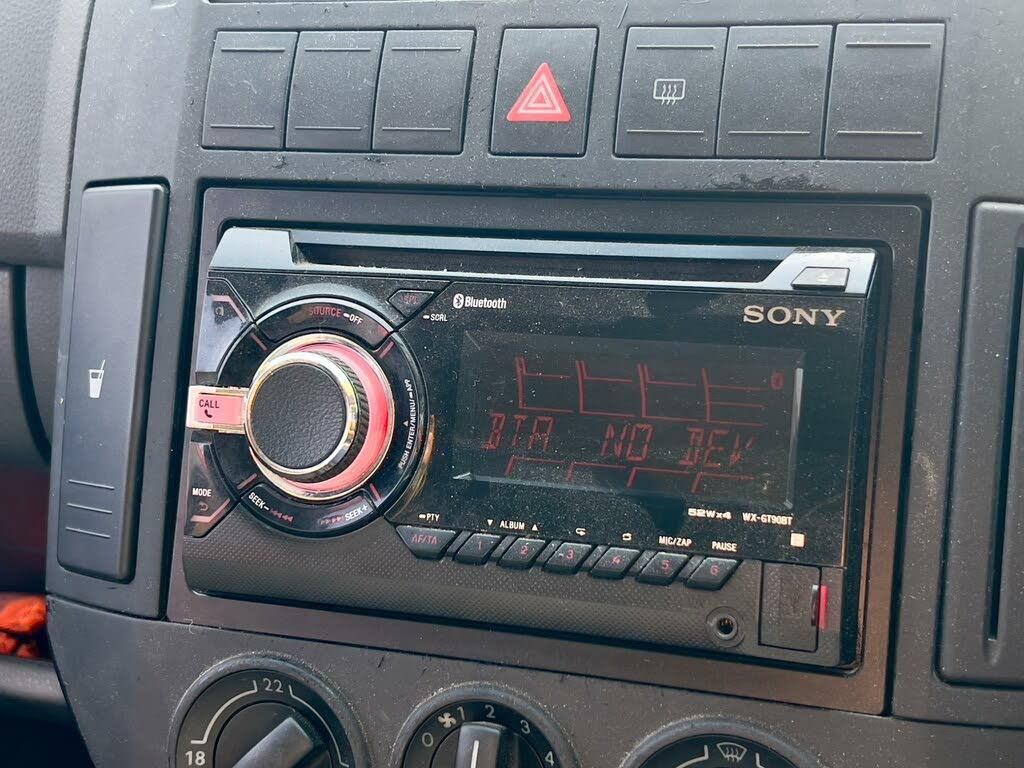 Bluetooth
SONY
SOURCE OFF
SCRL
CALL
PUSH ENTER/MENU/ APP
BTA NO DEV
MODE
SEEK-
SEEK+
52W×4 WX-GT90BT
PTY
ALBUM
MIC/ZAP
PAUSE
AF/TA
1
2
3
4
5
6
22
18
0
1
2
3
4